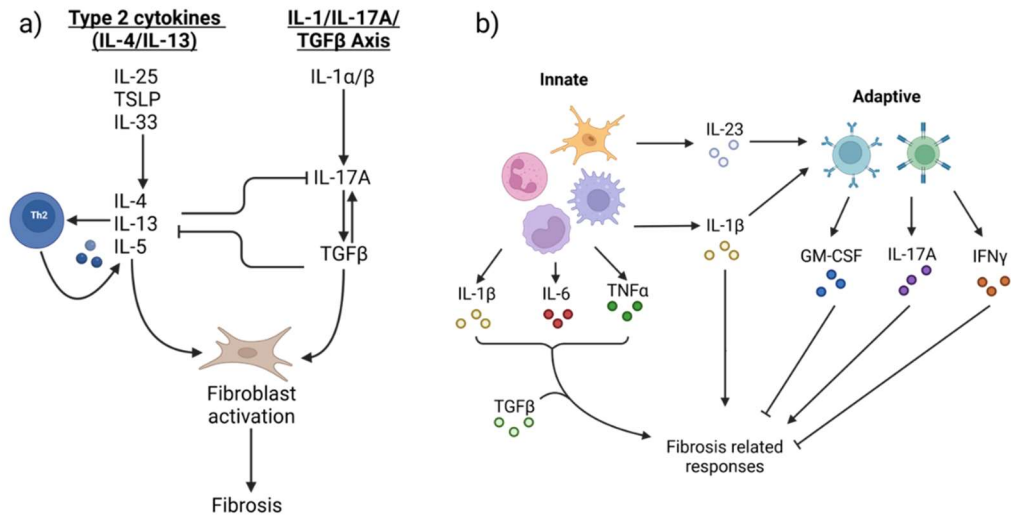 a)
Type 2 cytokines
(IL-4/IL-13)
IL-25
TSLP
IL-33
IL-4
IL-13
IL-5
Th2
IL-1/IL-17A/
TGFβ Axis
IL-1α/β
IL-17A
TGFβ
Fibroblast
activation
Fibrosis
b)
Innate
Adaptive
IL-23
IL-1β
IL-1β
IL-6
TNFα
GM-CSF
IL-17A
IFNγ
TGFβ
Fibrosis related
responses